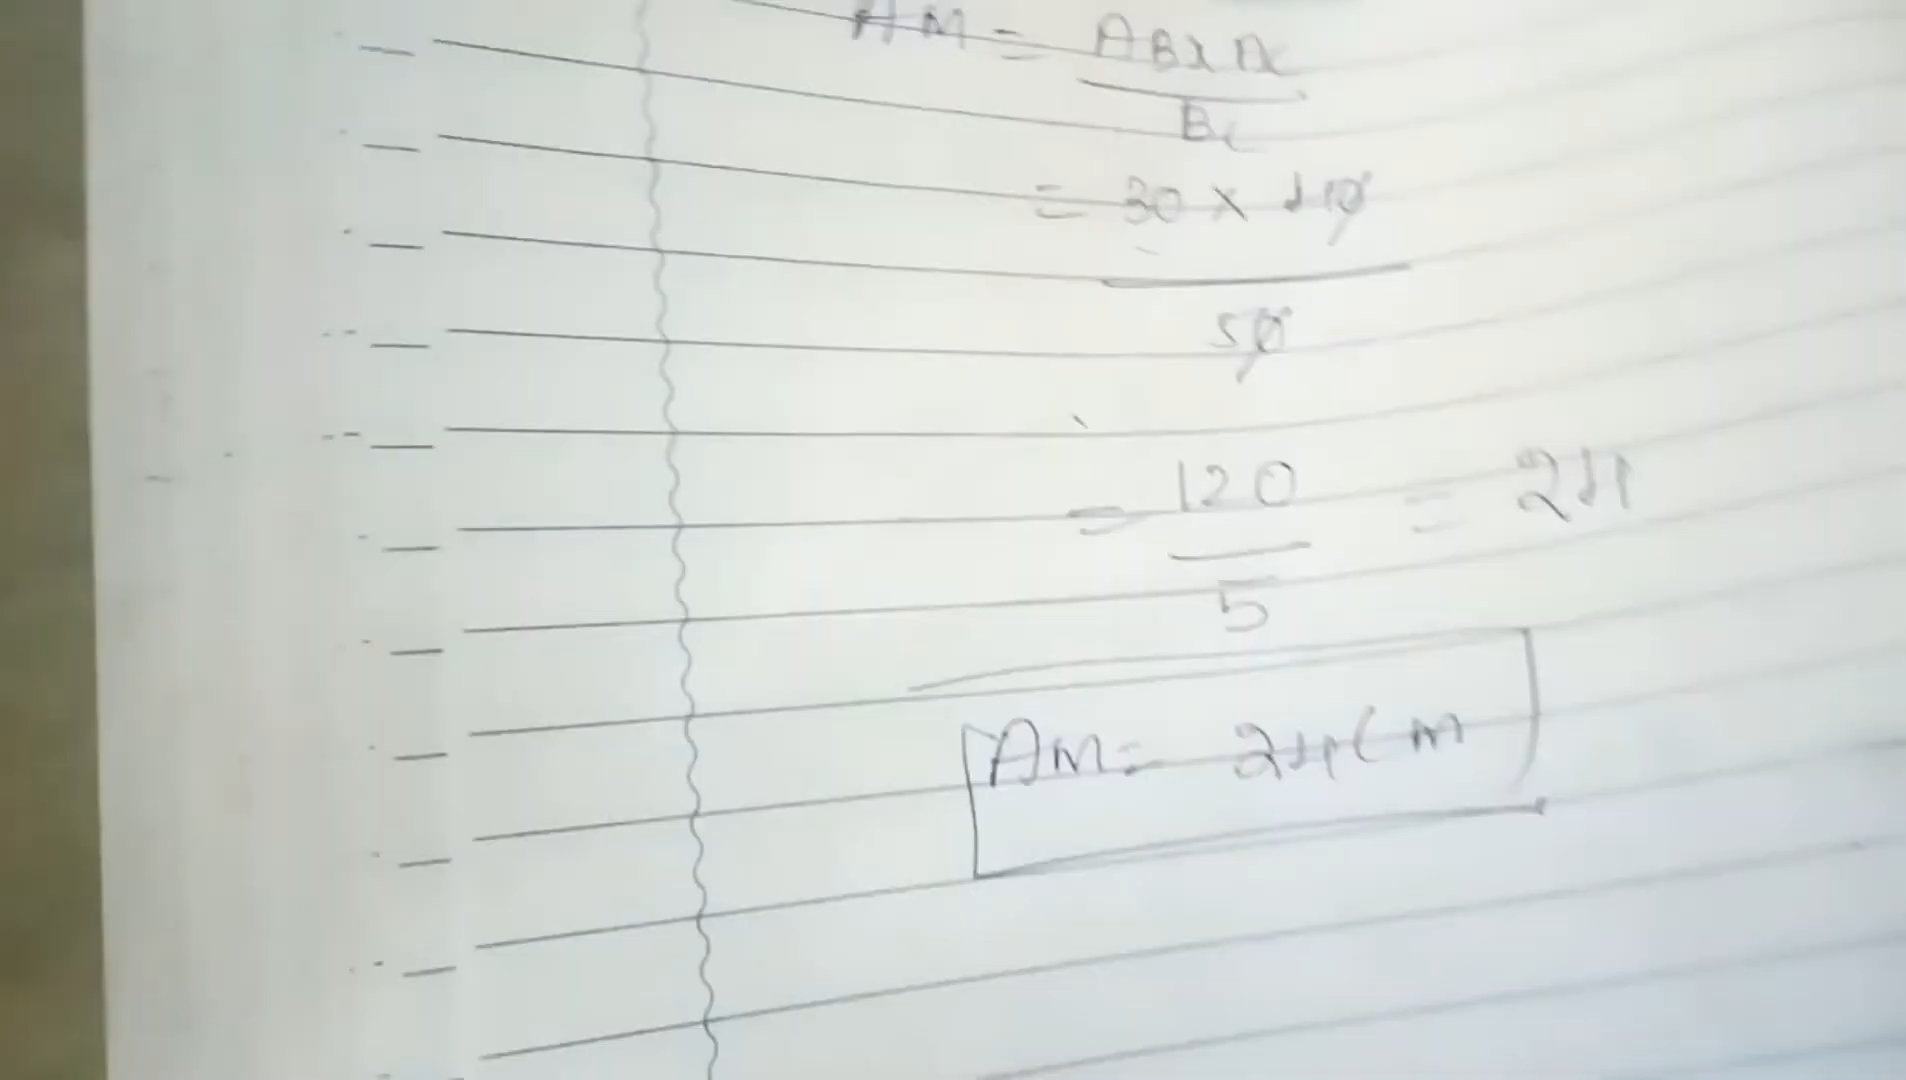 AM = AB x AC
BC
= 30 x 40
50
= 120 = 24
5
AM = 24 cm